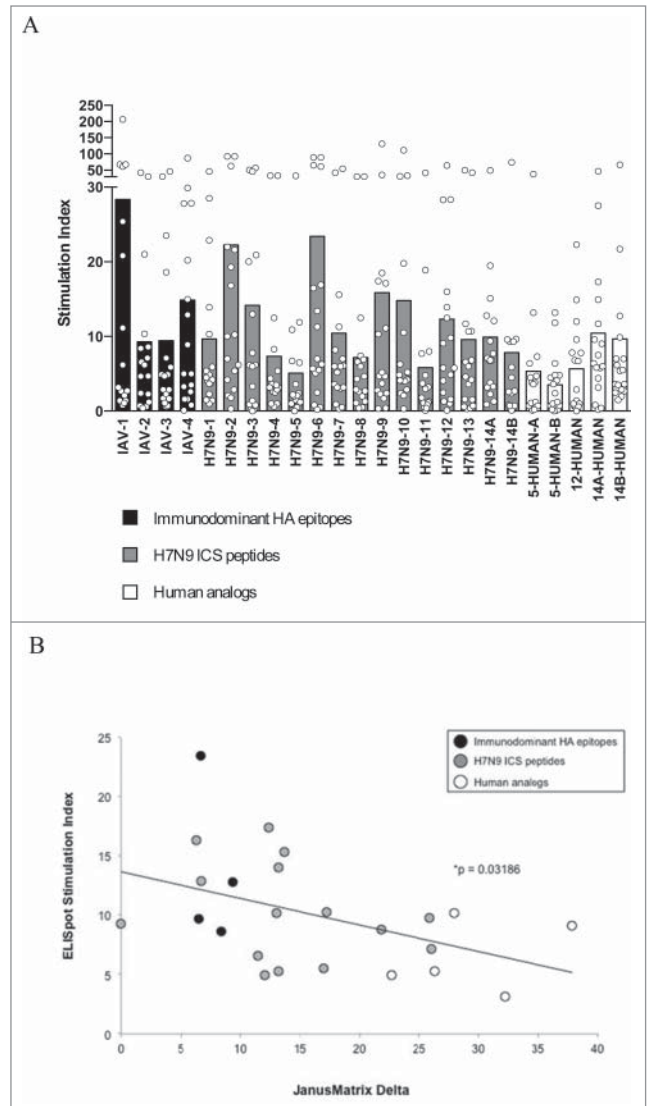 A
250
200
150
100
50
30
20
10
0
Stimulation Index
IAV-1
IAV-2
IAV-3
IAV-4
H7N9-1
H7N9-2
H7N9-3
H7N9-4
H7N9-5
H7N9-6
H7N9-7
H7N9-8
H7N9-9
H7N9-10
H7N9-11
H7N9-12
H7N9-13
H7N9-14A
H7N9-14B
5-HUMAN-A
5-HUMAN-B
12-HUMAN
14A-HUMAN
14B-HUMAN
Immunodominant HA epitopes
H7N9 ICS peptides
Human analogs
B
25
20
15
10
5
0
ELISpot Stimulation Index
Immunodominant HA epitopes
H7N9 ICS peptides
Human analogs
*p = 0.03186
0 5 10 15 20 25 30 35 40
JanusMatrix Delta